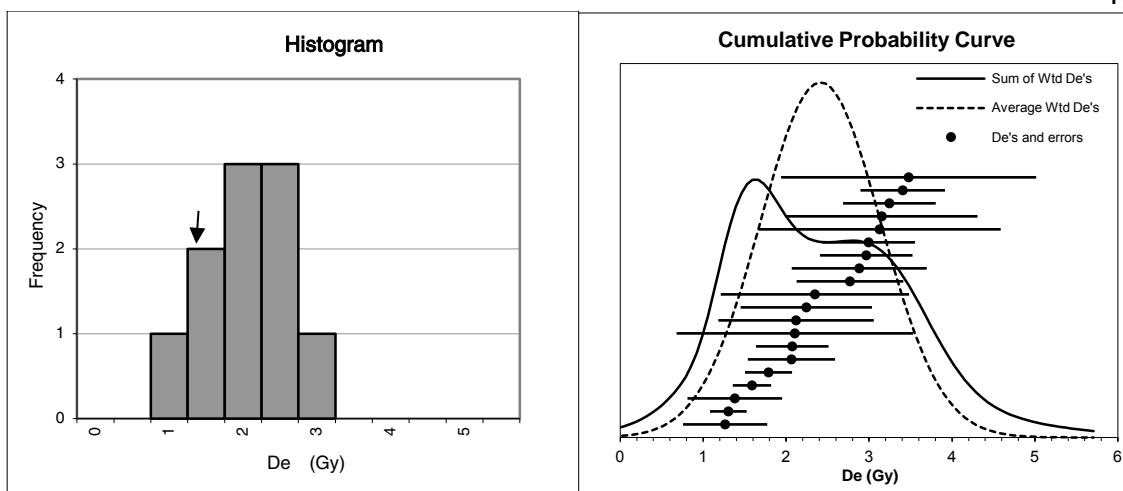 Histogram
4
3
2
1
0
Frequency
0
1
2
3
4
5
De (Gy)
Cumulative Probability Curve
Sum of Wtd De's
Average Wtd De's
De's and errors
0
1
2
3
4
5
6
De (Gy)